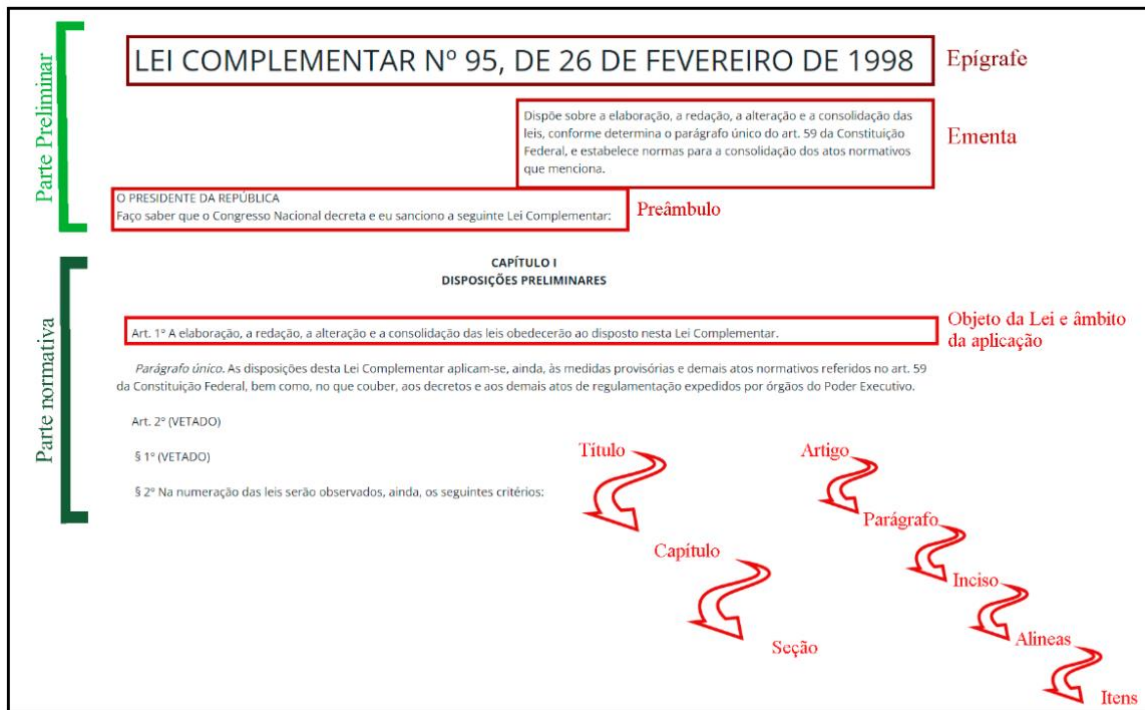 Parte Preliminar
LEI COMPLEMENTAR Nº 95, DE 26 DE FEVEREIRO DE 1998
Epígrafe
Dispõe sobre a elaboração, a redação, a alteração e a consolidação das
leis, conforme determina o parágrafo único do art. 59 da Constituição
Federal, e estabelece normas para a consolidação dos atos normativos
que menciona.
Ementa
O PRESIDENTE DA REPÚBLICA
Faço saber que o Congresso Nacional decreta e eu sanciono a seguinte Lei Complementar:
Preâmbulo
Parte normativa
CAPÍTULO I
DISPOSIÇÕES PRELIMINARES
Art. 1º A elaboração, a redação, a alteração e a consolidação das leis obedecerão ao disposto nesta Lei Complementar.
Objeto da Lei e âmbito
da aplicação
Parágrafo único. As disposições desta Lei Complementar aplicam-se, ainda, às medidas provisórias e demais atos normativos referidos no art. 59
da Constituição Federal, bem como, no que couber, aos decretos e aos demais atos de regulamentação expedidos por órgãos do Poder Executivo.
Art. 2º (VETADO)
§ 1º (VETADO)
§ 2º Na numeração das leis serão observados, ainda, os seguintes critérios:
Título
Capítulo
Seção
Artigo
Parágrafo
Inciso
Alineas
Itens